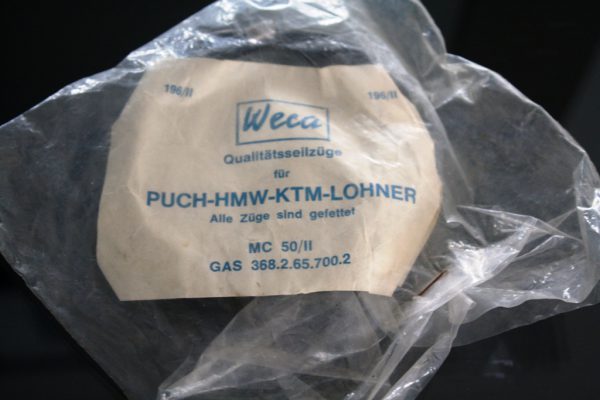 196/II 196/II
Weca
Qualitätsseilzüge
für
PUCH-HMW-KTM-LOHNER
Alle Züge sind gefettet
MC 50/II
GAS 368.2.65.700.2